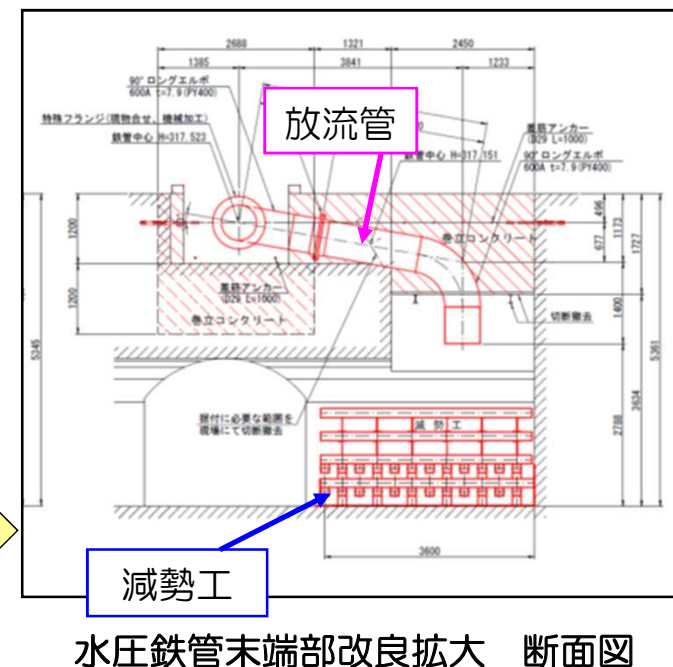 2688
1321
2450
1385
3841
1233
90° ロングエルボ
600A t=7.9(PY400)
特殊フランジ(現物合せ、機械加工)
鉄管中心 H=317.523
放流管
鉄管中心 H=317.151
差筋アンカー
(D29 L=1000)
90° ロングエルボ
600A t=7.9(PY400)
1200
1200
5345
巻立コンクリート
差筋アンカー
(D29 L=1000)
巻立コンクリート
切断撤去
496
677
1173
1727
1400
5361
3634
2788
据付に必要な範囲を
現場にて切断撤去
減勢工
3600
減勢工
水圧鉄管末端部改良拡大 断面図